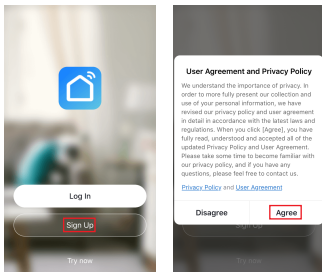 Log In
Sign Up
Try now
User Agreement and Privacy Policy
We understand the importance of privacy. In
order to more fully present our collection and
use of your personal information, we have
revised our privacy policy and user agreement
in detail in accordance with the latest laws and
regulations. When you click [Agree], you have
fully read, understood and accepted all of the
updated Privacy Policy and User Agreement.
Please take some time to become familiar with
our privacy policy, and if you have any
questions, please feel free to contact us.
Privacy Policy and User Agreement
Disagree Agree
Sign Up
Try now